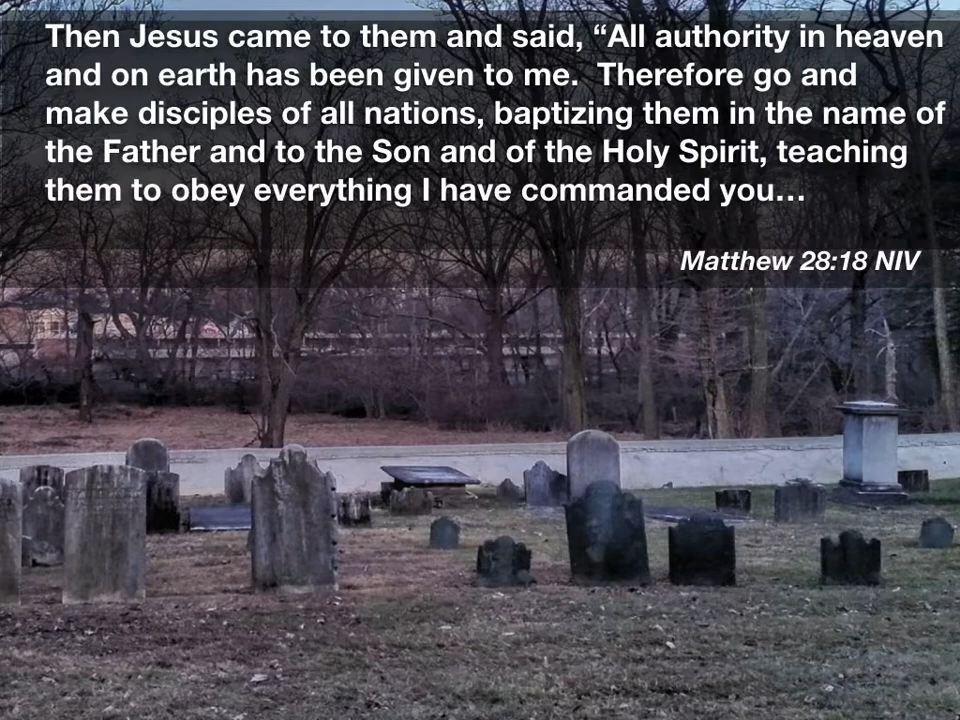 Then Jesus came to them and said, “All authority in heaven
and on earth has been given to me.  Therefore go and
make disciples of all nations, baptizing them in the name of
the Father and to the Son and of the Holy Spirit, teaching
them to obey everything I have commanded you…
Matthew 28:18 NIV